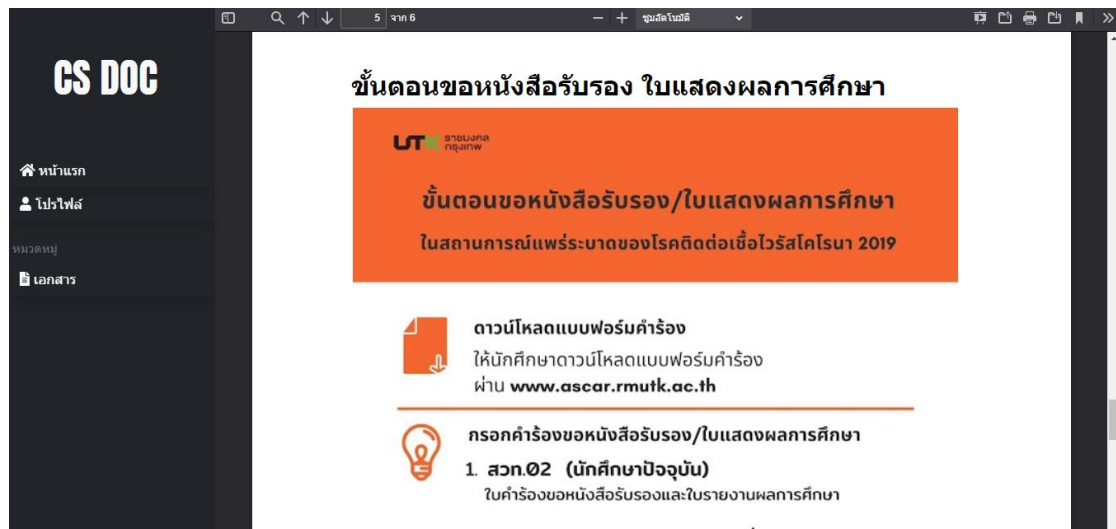 5 จาก 6
ซูมอัตโนมัติ
CS DOC
หน้าแรก
โปรไฟล์
หมวดหมู่
เอกสาร
ขั้นตอนขอหนังสือรับรอง ใบแสดงผลการศึกษา
UTK ราชมงคล
กรุงเทพ
ขั้นตอนขอหนังสือรับรอง/ใบแสดงผลการศึกษา
ในสถานการณ์แพร่ระบาดของโรคติดต่อเชื้อไวรัสโคโรนา 2019
ดาวน์โหลดแบบฟอร์มคำร้อง
ให้นักศึกษาดาวน์โหลดแบบฟอร์มคำร้อง
ผ่าน www.ascar.rmutk.ac.th
กรอกคำร้องขอหนังสือรับรอง/ใบแสดงผลการศึกษา
1. สวท.02 (นักศึกษาปัจจุบัน)
ใบคำร้องขอหนังสือรับรองและใบรายงานผลการศึกษา